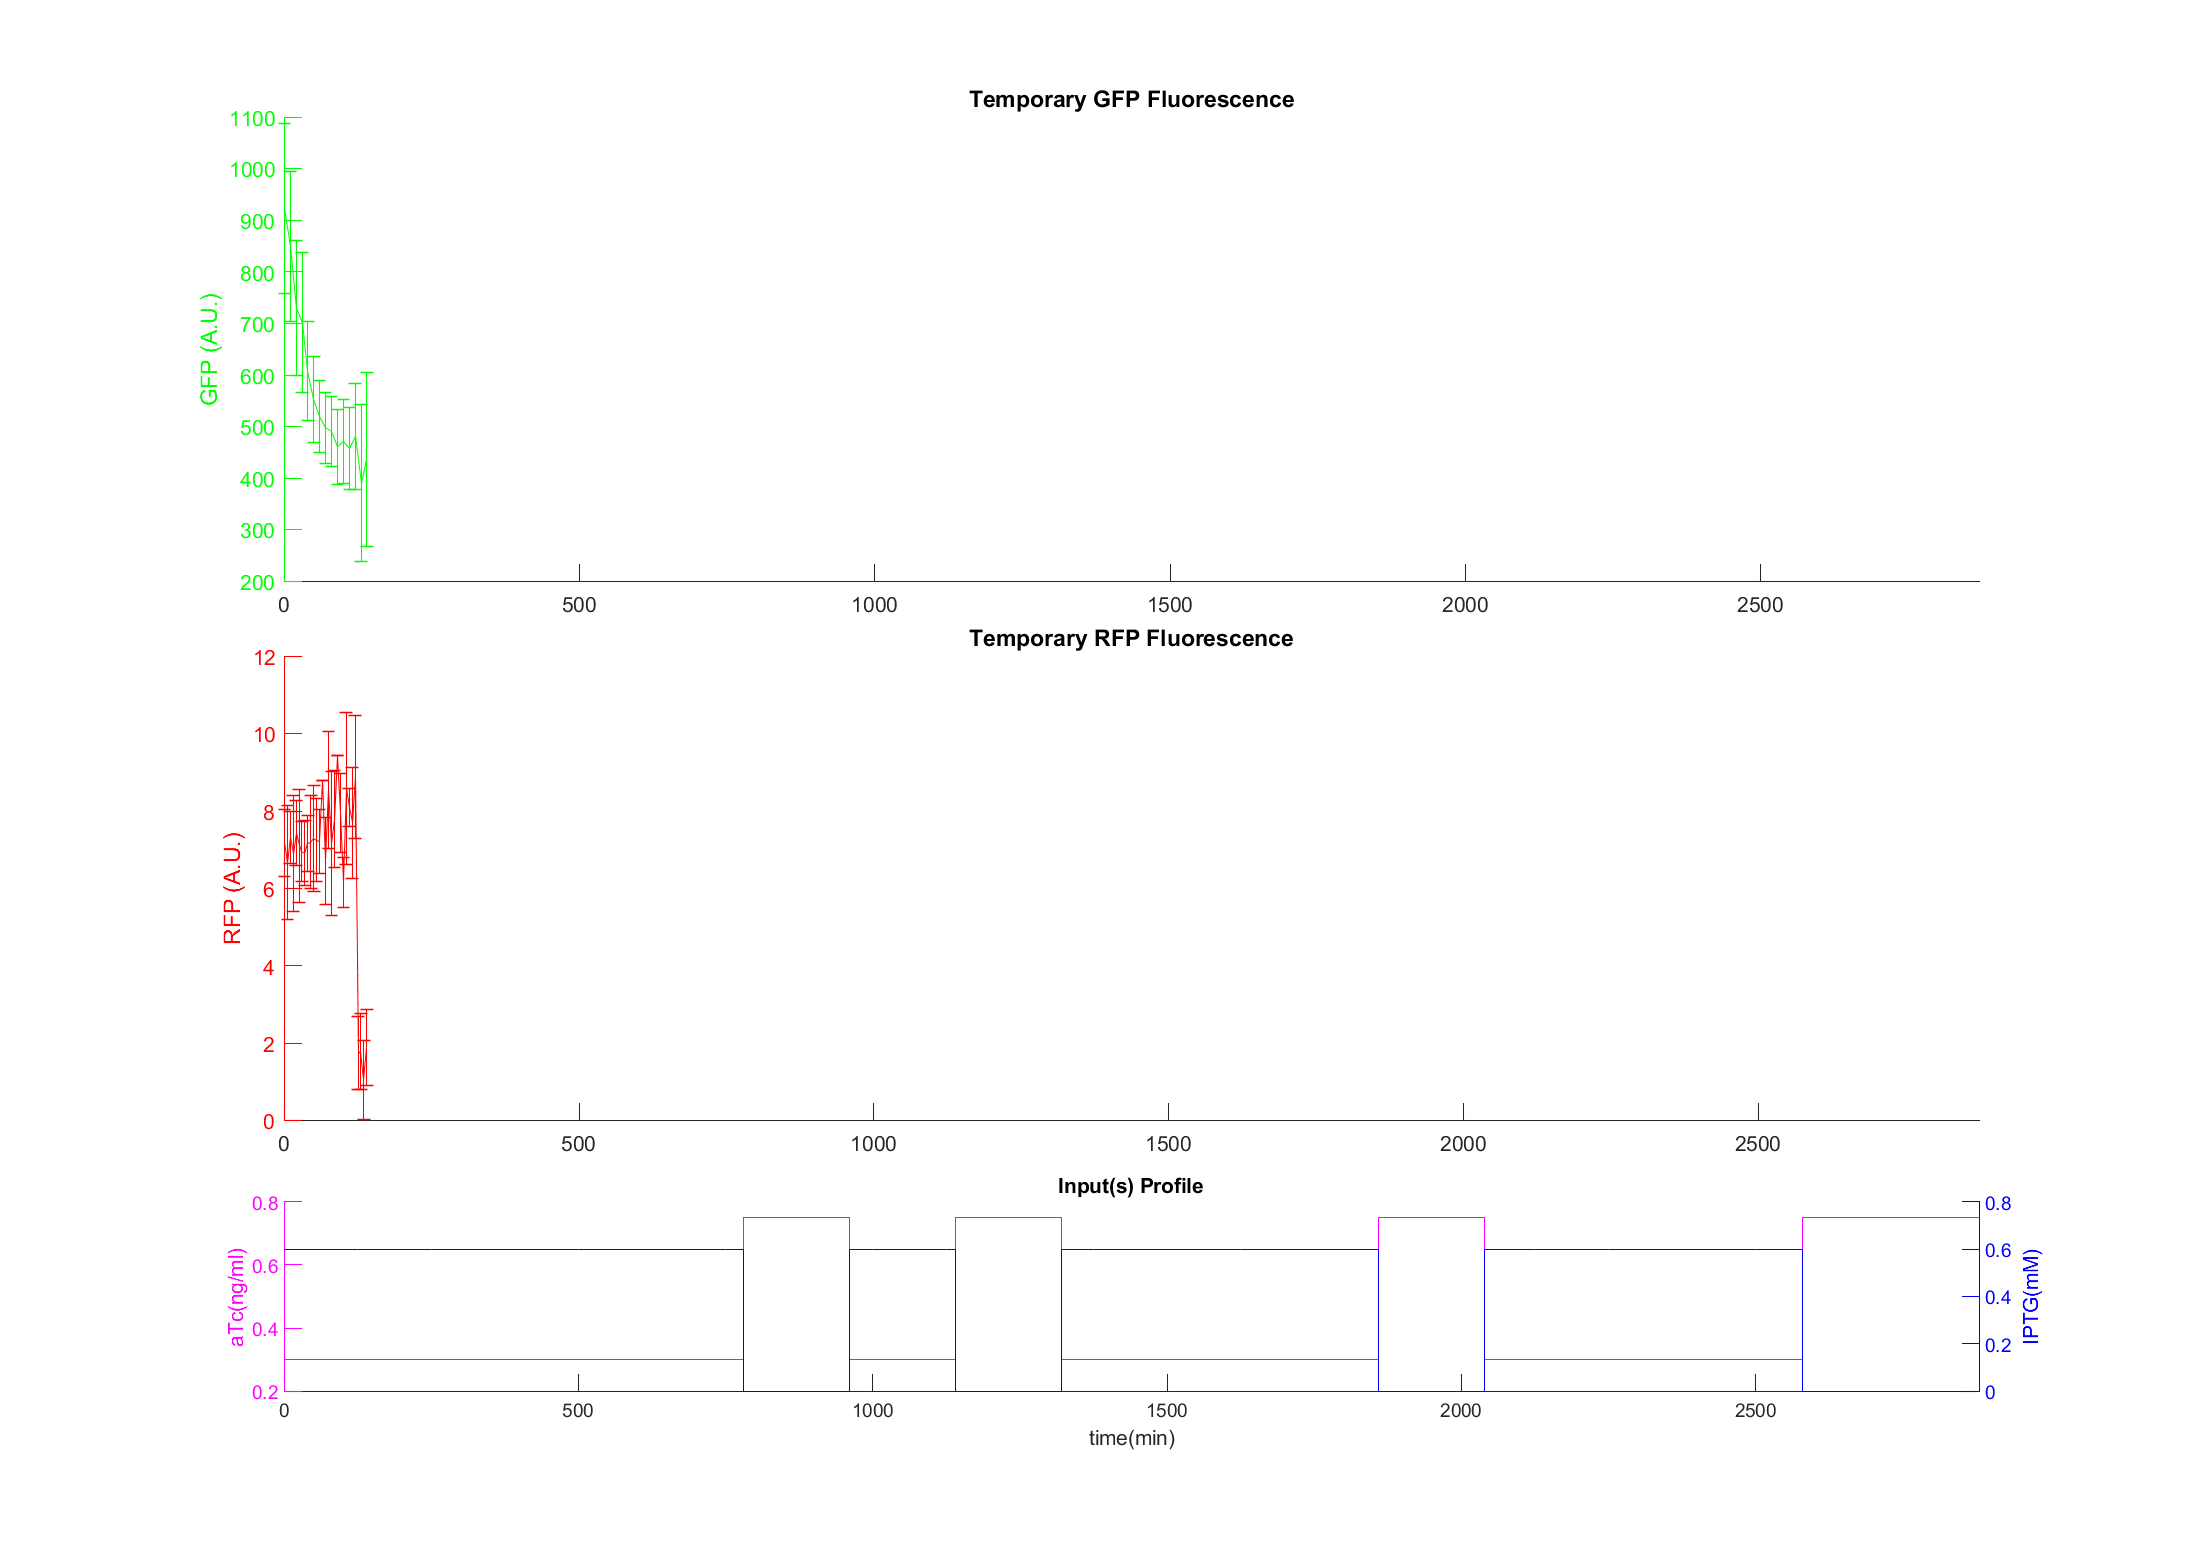 Temporary GFP Fluorescence
GFP (A.U.)
1100
1000
900
800
700
600
500
400
300
200
0 500 1000 1500 2000 2500
Temporary RFP Fluorescence
RFP (A.U.)
12
10
8
6
4
2
0
0 500 1000 1500 2000 2500
Input(s) Profile
aTc(ng/ml)
0.8
0.6
0.4
0.2
IPTG(mM)
0.8
0.6
0.4
0.2
0
0 500 1000 1500 2000 2500
time(min)